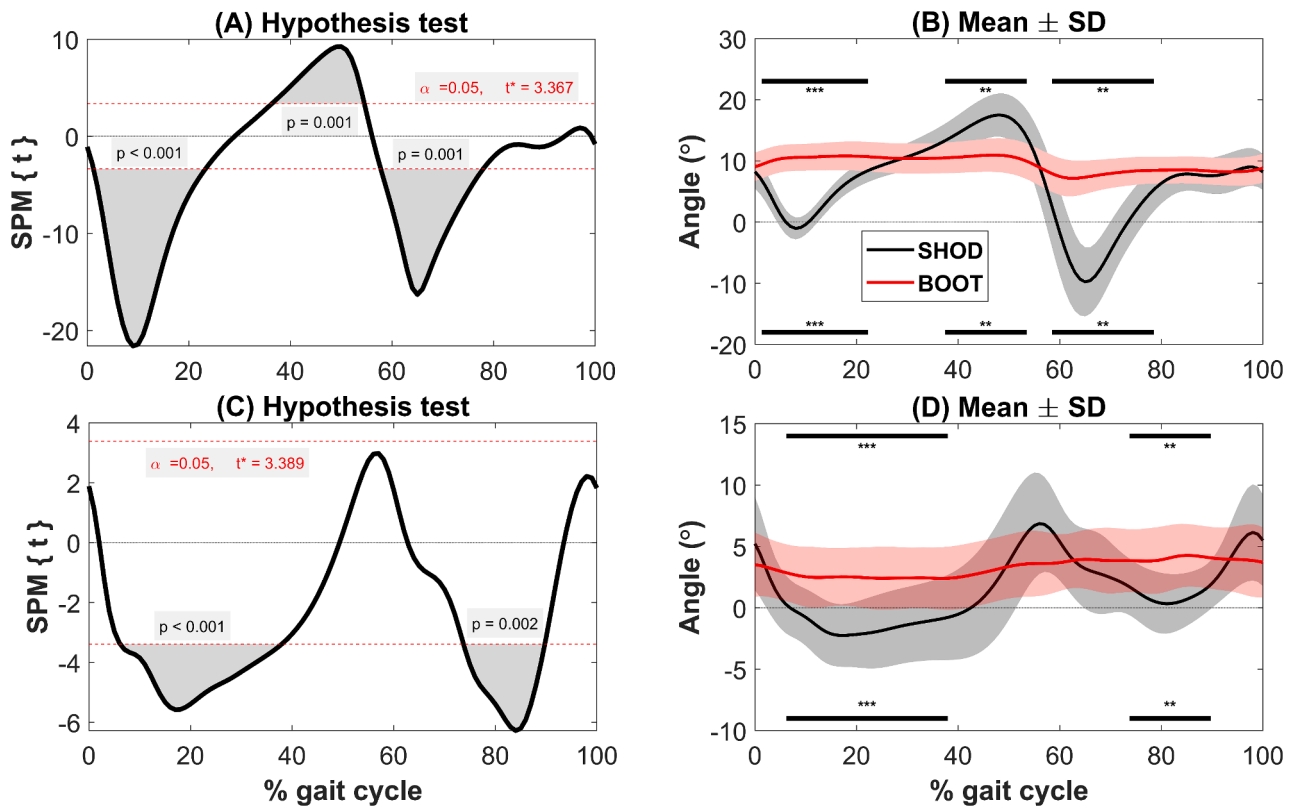 (A) Hypothesis test
SPM { t }
10
0
-10
-20
α =0.05, t* = 3.367
p < 0.001
p = 0.001
p = 0.001
0 20 40 60 80 100
(B) Mean ± SD
Angle (°)
30
20
10
0
-10
-20
***
**
**
SHOD
BOOT
***
**
**
0 20 40 60 80 100
(C) Hypothesis test
SPM { t }
4
2
0
-2
-4
-6
α =0.05, t* = 3.389
p < 0.001
p = 0.002
0 20 40 60 80 100
% gait cycle
(D) Mean ± SD
Angle (°)
15
10
5
0
-5
-10
***
**
***
**
0 20 40 60 80 100
% gait cycle